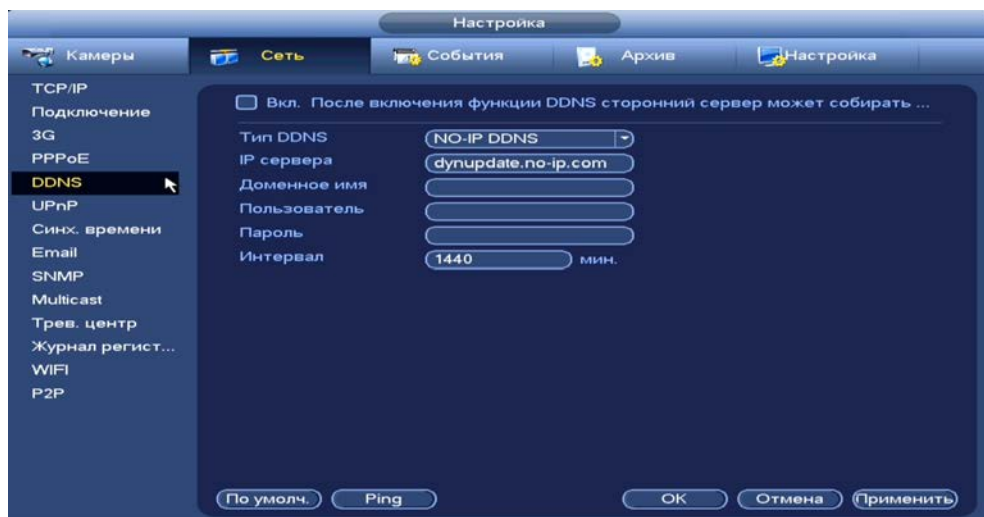 Настройка
Камеры
Сеть
События
Архив
Настройка
TCP/IP
Подключение
3G
PPPoE
DDNS
UPnP
Синх. времени
Email
SNMP
Multicast
Трев. центр
Журнал регист...
WIFI
P2P
Вкл. После включения функции DDNS сторонний сервер может собирать ...
Тип DDNS NO-IP DDNS
IP сервера dynupdate.no-ip.com
Доменное имя
Пользователь
Пароль
Интервал 1440 мин.
По умолч. Ping OK Отмена Применить